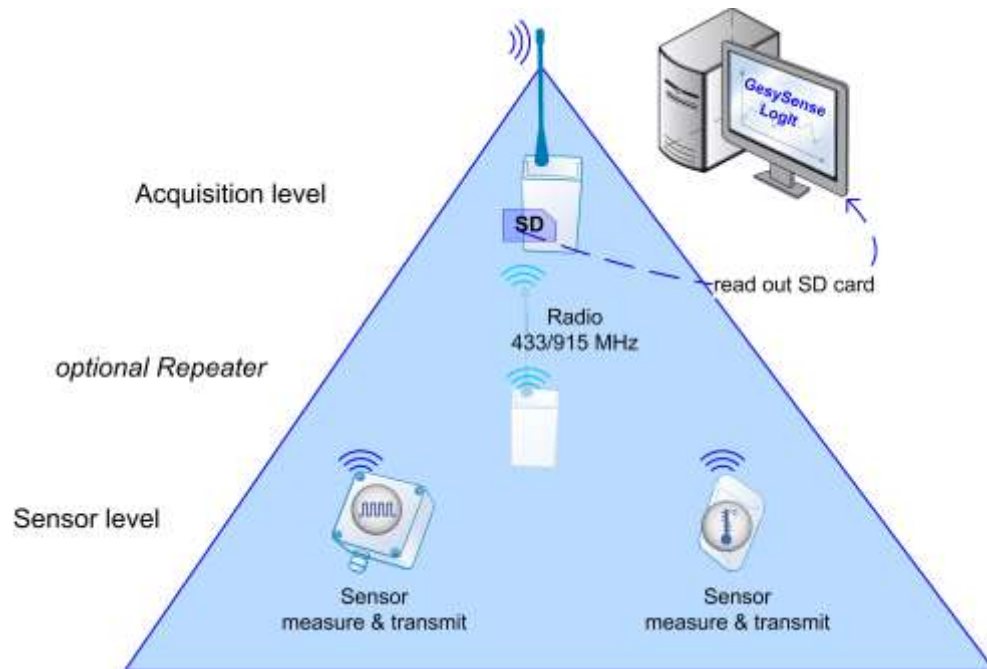 GesySense
LogIt
Acquisition level
SD
read out SD card
Radio
433/915 MHz
optional Repeater
Sensor level
Sensor
measure & transmit
Sensor
measure & transmit